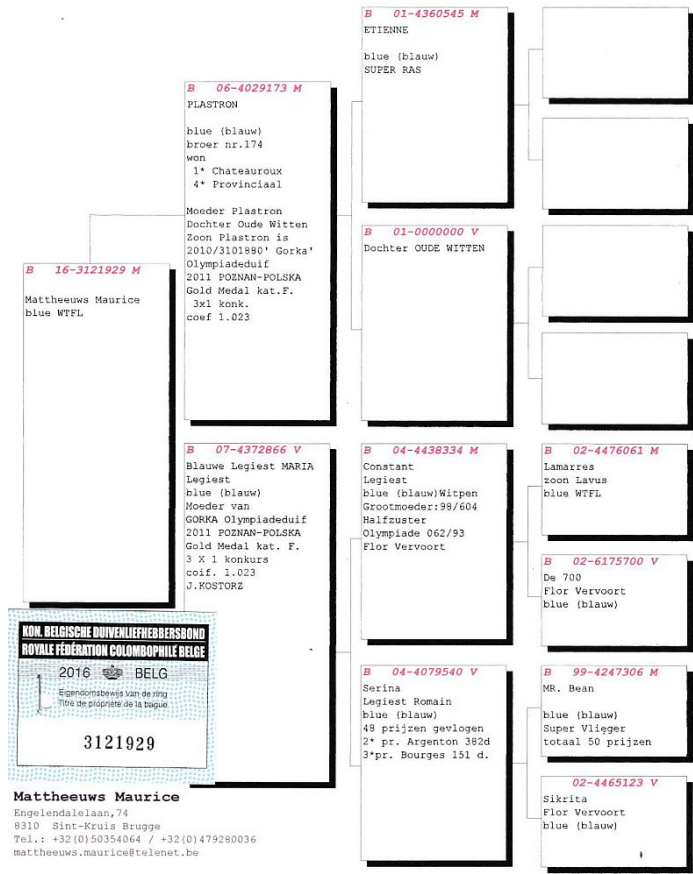 B 16-3121929 M
Mattheeuws Maurice
blue WTFL
B 06-4029173 M
PLASTRON
blue (blauw)
broer nr.174
won
1* Chateauroux
4* Provinciaal
Moeder Plastron
Dochter Oude Witten
Zoon Plastron is
2010/3101880' Gorka'
Olympiadeduif
2011 POZNAN-POLSKA
Gold Medal kat.F.
3x1 konk.
coef 1.023
B 07-4372866 V
Blauwe Legiest MARIA
Legiest
blue (blauw)
Moeder van
GORKA Olympiadeduif
2011 POZNAN-POLSKA
Gold Medal kat. F.
3 X 1 konkurs
coif. 1.023
J.KOSTORZ
B 01-4360545 M
ETIENNE
blue (blauw)
SUPER RAS
B 01-0000000 V
Dochter OUDE WITTEN
B 04-4438334 M
Constant
Legiest
blue (blauw)Witpen
Grootmoeder:98/604
Halfzuster
Olympiade 062/93
Flor Vervoort
B 04-4079540 V
Serina
Legiest Romain
blue (blauw)
48 prijzen gevlogen
2* pr. Argenton 382d
3*pr. Bourges 151 d.
B 02-4476061 M
Lamarres
zoon Lavus
blue WTFL
B 02-6175700 V
De 700
Flor Vervoort
blue (blauw)
B 99-4247306 M
MR. Bean
blue (blauw)
Super Vlieger
totaal 50 prijzen
02-4465123 V
Sikrita
Flor Vervoort
blue (blauw)
KON. BELGISCHE DUIVENLIEFHEBBERSBOND
ROYALE FÉDÉRATION COLOMBOPHILE BELGE
2016 BELG
Eigendomsbewijs van de ring
Titre de propriété de la bague
3121929
Mattheeuws Maurice
Engelendalelaan,74
8310 Sint-Kruis Brugge
Tel.: +32(0)50354064 / +32(0)479280036
mattheeuws.maurice@telenet.be